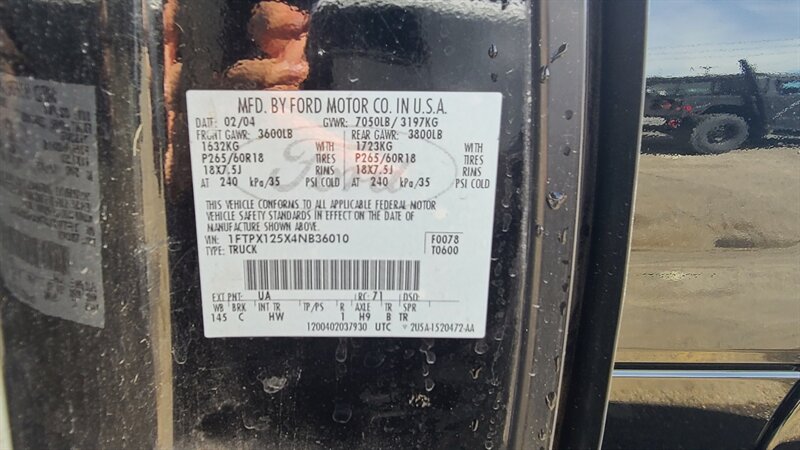 MFD. BY FORD MOTOR CO. IN U.S.A.
DATE: 02/04 GVWR: 7050LB/ 3197KG
FRONT GAWR: 3600LB REAR GAWR: 3800LB
1632KG WITH 1723KG WITH
P265/60R18 TIRES P265/60R18 TIRES
18X7.5J RIMS 18X7.5J RIMS
AT 240 kPa/35 PSI COLD AT 240 kPa/35 PSI COLD
THIS VEHICLE CONFORMS TO ALL APPLICABLE FEDERAL MOTOR
VEHICLE SAFETY STANDARDS IN EFFECT ON THE DATE OF
MANUFACTURE SHOWN ABOVE.
VIN: 1FTPX125X4NB36010 F0078
TYPE: TRUCK T0600
EXT PNT: UA RC: 71 DSO:
WB BRK INT TR TP/PS R AXLE TR SPR
145 C HW 1 H9 B TR
1200402037930 UTC 2U5A-1520472-AA
Ford